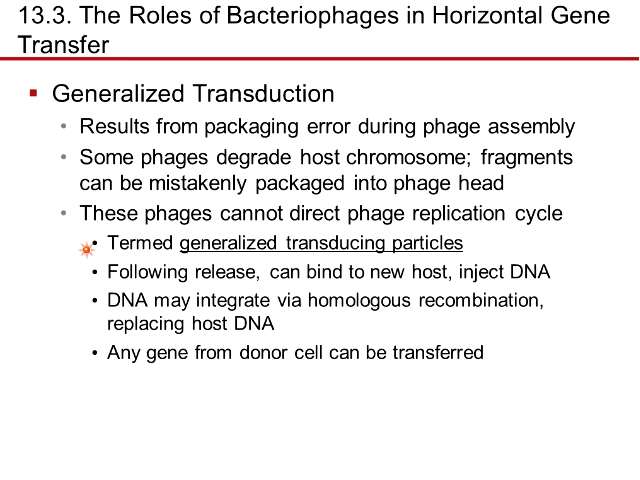 13.3. The Roles of Bacteriophages in Horizontal Gene
Transfer
▪ Generalized Transduction
• Results from packaging error during phage assembly
• Some phages degrade host chromosome; fragments
can be mistakenly packaged into phage head
• These phages cannot direct phage replication cycle
• Termed generalized transducing particles
• Following release, can bind to new host, inject DNA
• DNA may integrate via homologous recombination,
replacing host DNA
• Any gene from donor cell can be transferred